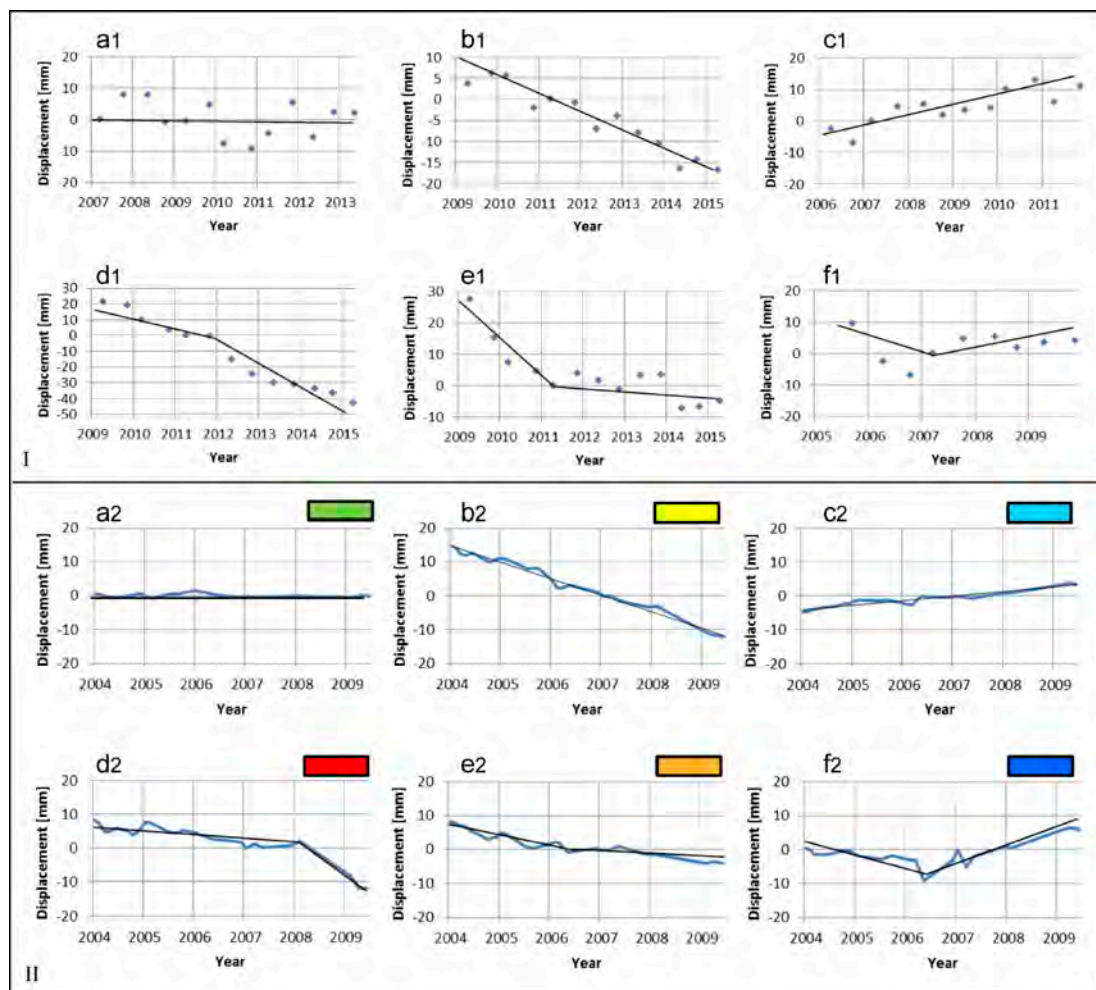 a1
b1
c1
Displacement [mm]
20
10
0
-10
-20
2007 2008 2009 2010 2011 2012 2013
Year
Displacement [mm]
10
5
0
-5
-10
-15
-20
2009 2010 2011 2012 2013 2014 2015
Year
Displacement [mm]
20
10
0
-10
-20
2006 2007 2008 2009 2010 2011
Year
d1
e1
f1
Displacement [mm]
30
20
10
0
-10
-20
-30
-40
-50
2009 2010 2011 2012 2013 2014 2015
Year
Displacement [mm]
30
20
10
0
-10
2009 2010 2011 2012 2013 2014 2015
Year
Displacement [mm]
20
10
0
-10
-20
2005 2006 2007 2008 2009
Year
I
a2
b2
c2
Displacement [mm]
20
10
0
-10
-20
2004 2005 2006 2007 2008 2009
Year
Displacement [mm]
20
10
0
-10
-20
2004 2005 2006 2007 2008 2009
Year
Displacement [mm]
20
10
0
-10
-20
2004 2005 2006 2007 2008 2009
Year
d2
e2
f2
Displacement [mm]
20
10
0
-10
-20
2004 2005 2006 2007 2008 2009
Year
Displacement [mm]
20
10
0
-10
-20
2004 2005 2006 2007 2008 2009
Year
Displacement [mm]
20
10
0
-10
-20
2004 2005 2006 2007 2008 2009
Year
II